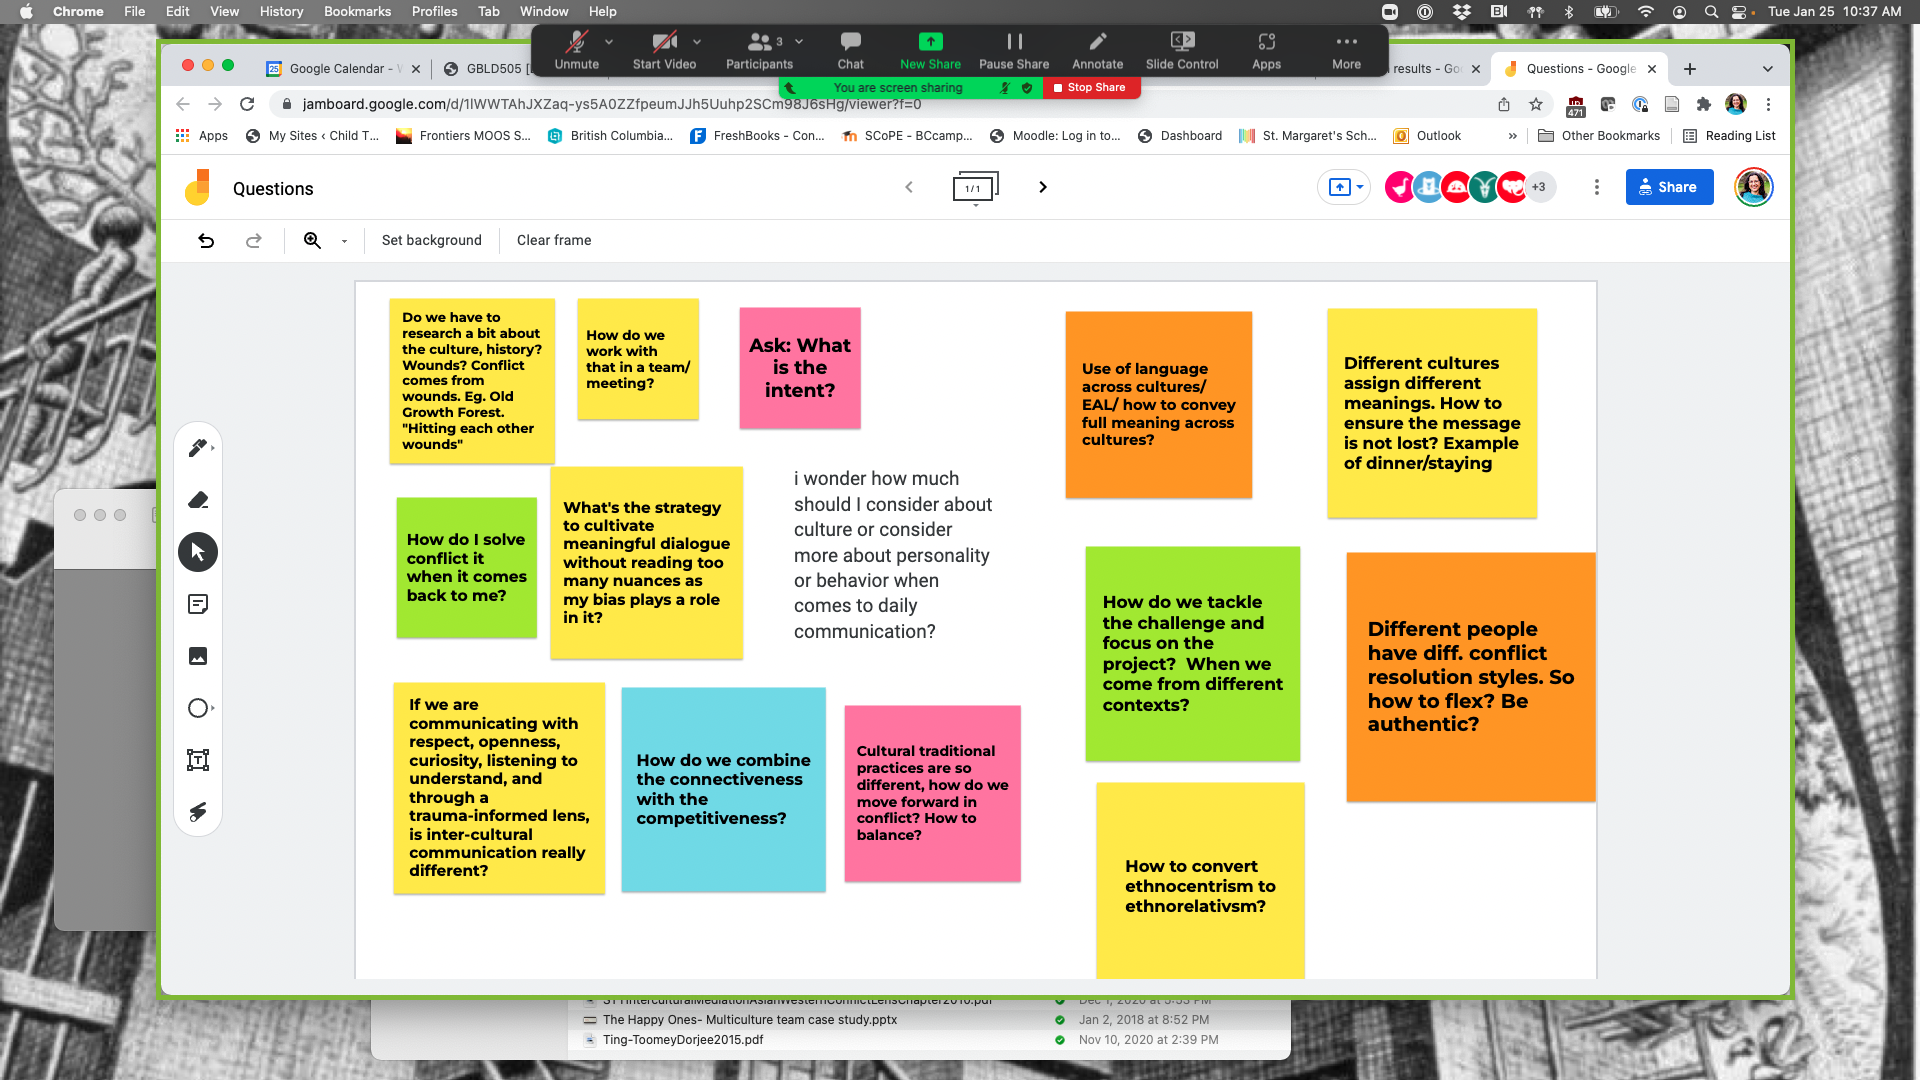 Chrome File Edit View History Bookmarks Profiles Tab Window Help
Tue Jan 25 10:37 AM
Unmute
Start Video
3
Participants
Chat
New Share
Pause Share
Annotate
Slide Control
Apps
More
You are screen sharing
Stop Share
25
Google Calendar -
GBLD505
results - Go
Questions - Google
jamboard.google.com/d/1lWWTAhJXZaq-ys5A0ZZfpeumJJh5Uuhp2SCm98J6sHg/viewer?f=0
471
Apps
My Sites ‹ Child T...
Frontiers MOOS S...
British Columbia...
FreshBooks - Con...
SCoPE - BCcamp...
Moodle: Log in to...
Dashboard
St. Margaret's Sch...
Outlook
»
Other Bookmarks
Reading List
Questions
1/1
+3
Share
Set background
Clear frame
Do we have to
research a bit about
the culture, history?
Wounds? Conflict
comes from
wounds. Eg. Old
Growth Forest.
"Hitting each other
wounds"
How do we
work with
that in a team/
meeting?
Ask: What
is the
intent?
Use of language
across cultures/
EAL/ how to convey
full meaning across
cultures?
Different cultures
assign different
meanings. How to
ensure the message
is not lost? Example
of dinner/staying
How do I solve
conflict it
when it comes
back to me?
What's the strategy
to cultivate
meaningful dialogue
without reading too
many nuances as
my bias plays a role
in it?
i wonder how much
should I consider about
culture or consider
more about personality
or behavior when
comes to daily
communication?
How do we tackle
the challenge and
focus on the
project? When we
come from different
contexts?
Different people
have diff. conflict
resolution styles. So
how to flex? Be
authentic?
If we are
communicating with
respect, openness,
curiosity, listening to
understand, and
through a
trauma-informed lens,
is inter-cultural
communication really
different?
How do we combine
the connectiveness
with the
competitiveness?
Cultural traditional
practices are so
different, how do we
move forward in
conflict? How to
balance?
How to convert
ethnocentrism to
ethnorelativsm?
The Happy Ones- Multiculture team case study.pptx
Jan 2, 2018 at 8:52 PM
Ting-ToomeyDorjee2015.pdf
Nov 10, 2020 at 2:39 PM